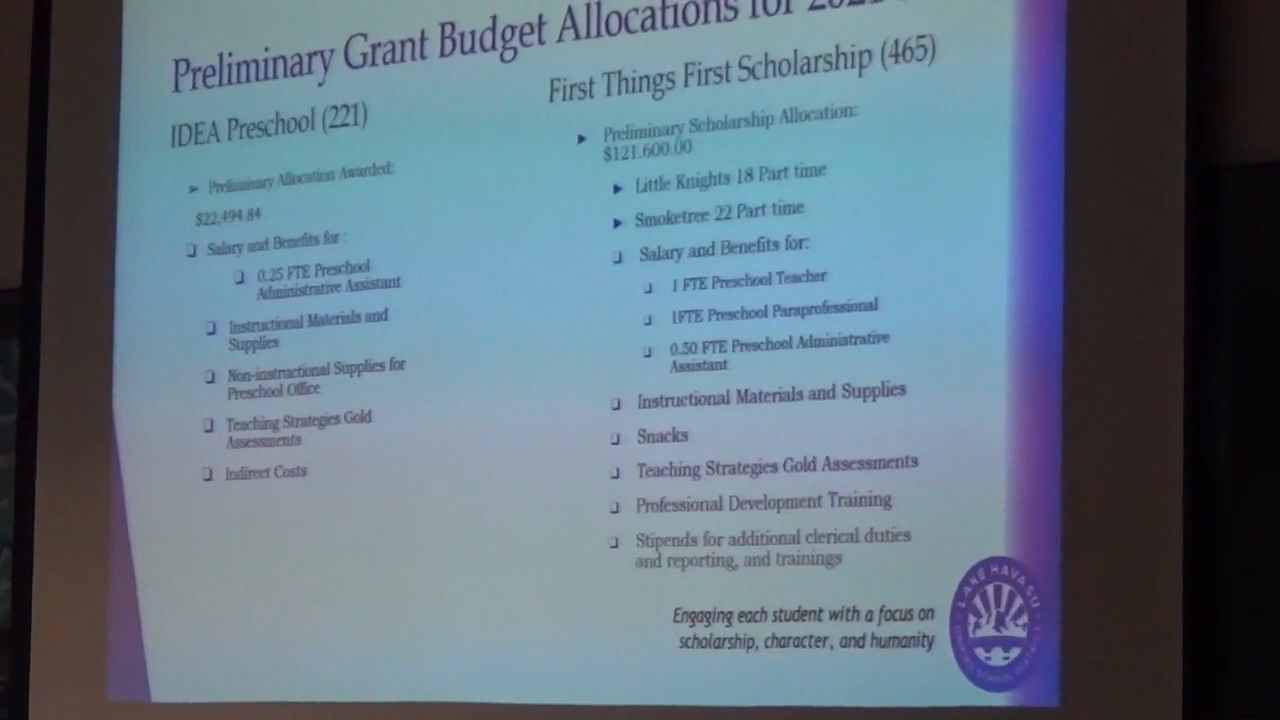 Preliminary Grant Budget Allocations for
IDEA Preschool (221)
➢ Preliminary Allocation Awarded:
$22,494.84
❑ Salary and Benefits for :
❑ 0.25 FTE Preschool
Administrative Assistant
❑ Instructional Materials and
Supplies
❑ Non-instructional Supplies for
Preschool Office
❑ Teaching Strategies Gold
Assessments
❑ Indirect Costs
First Things First Scholarship (465)
▶ Preliminary Scholarship Allocation:
$121,600.00
▶ Little Knights 18 Part time
▶ Smoketree 22 Part time
❑ Salary and Benefits for:
❑ 1 FTE Preschool Teacher
❑ 1FTE Preschool Paraprofessional
❑ 0.50 FTE Preschool Administrative
Assistant
❑ Instructional Materials and Supplies
❑ Snacks
❑ Teaching Strategies Gold Assessments
❑ Professional Development Training
❑ Stipends for additional clerical duties
and reporting, and trainings
Engaging each student with a focus on
scholarship, character, and humanity
LAKE HAVASU